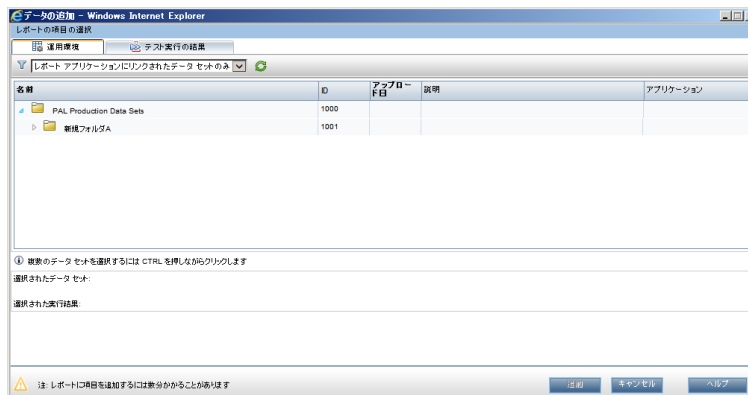 データの追加 - Windows Internet Explorer
レポートの項目の選択
運用環境 テスト実行の結果
レポート アプリケーションにリンクされたデータ セットのみ
名前 ID アップロード日 説明 アプリケーション
PAL Production Data Sets 1000
新規フォルダA 1001
複数のデータ セットを選択するには CTRL を押しながらクリックします
選択されたデータ セット:
選択された実行結果:
注: レポートに項目を追加するには数分かかることがあります
追加 キャンセル ヘルプ